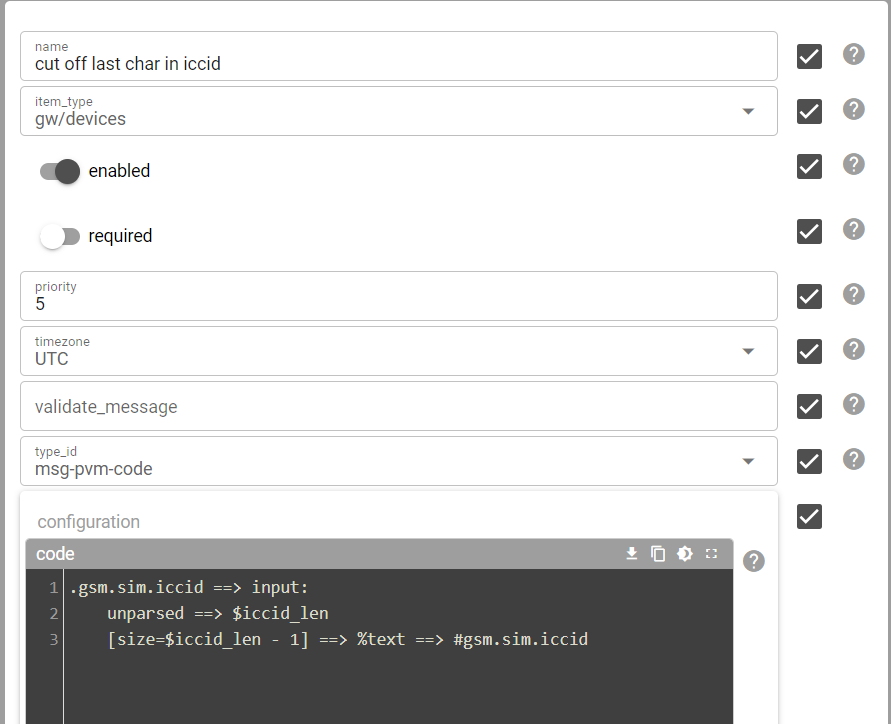 name
cut off last char in iccid
item_type
gw/devices
enabled
required
priority
5
timezone
UTC
validate_message
type_id
msg-pvm-code
configuration
code
1 .gsm.sim.iccid ==> input:
2     unparsed ==> $iccid_len
3     [size=$iccid_len - 1] ==> %text ==> #gsm.sim.iccid